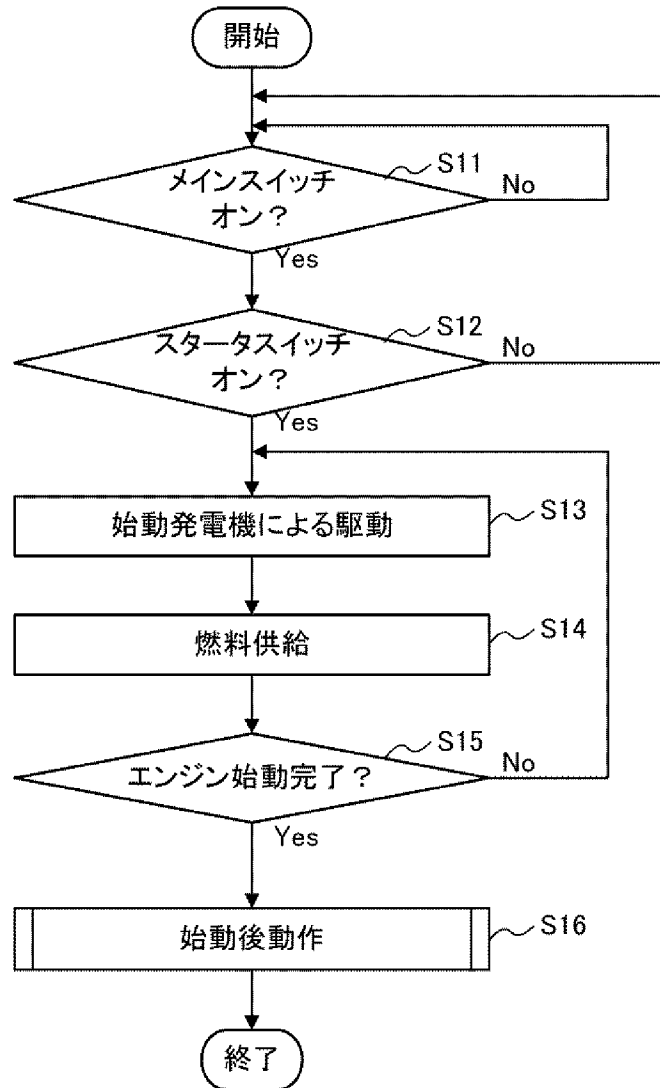 開始
S11
メインスイッチ
オン？
No
Yes
S12
スタータスイッチ
オン？
No
Yes
S13
始動発電機による駆動
S14
燃料供給
S15
エンジン始動完了？
No
Yes
S16
始動後動作
終了